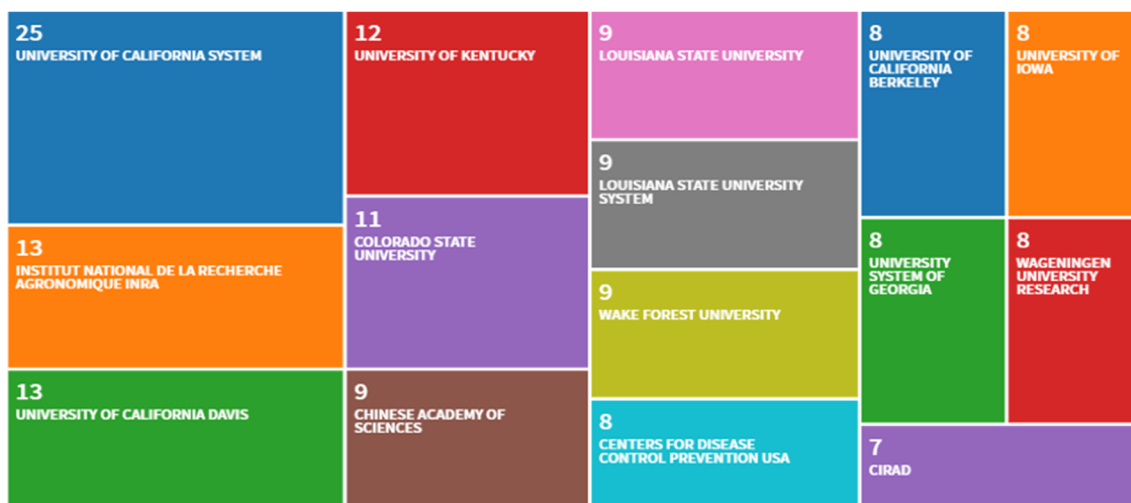 25
UNIVERSITY OF CALIFORNIA SYSTEM
13
INSTITUT NATIONAL DE LA RECHERCHE
AGRONOMIQUE INRA
13
UNIVERSITY OF CALIFORNIA DAVIS
12
UNIVERSITY OF KENTUCKY
11
COLORADO STATE
UNIVERSITY
9
CHINESE ACADEMY OF
SCIENCES
9
LOUISIANA STATE UNIVERSITY
9
LOUISIANA STATE UNIVERSITY
SYSTEM
9
WAKE FOREST UNIVERSITY
8
CENTERS FOR DISEASE
CONTROL PREVENTION USA
8
UNIVERSITY OF
CALIFORNIA
BERKELEY
8
UNIVERSITY OF
IOWA
8
UNIVERSITY
SYSTEM OF
GEORGIA
8
WAGENINGEN
UNIVERSITY
RESEARCH
7
CIRAD